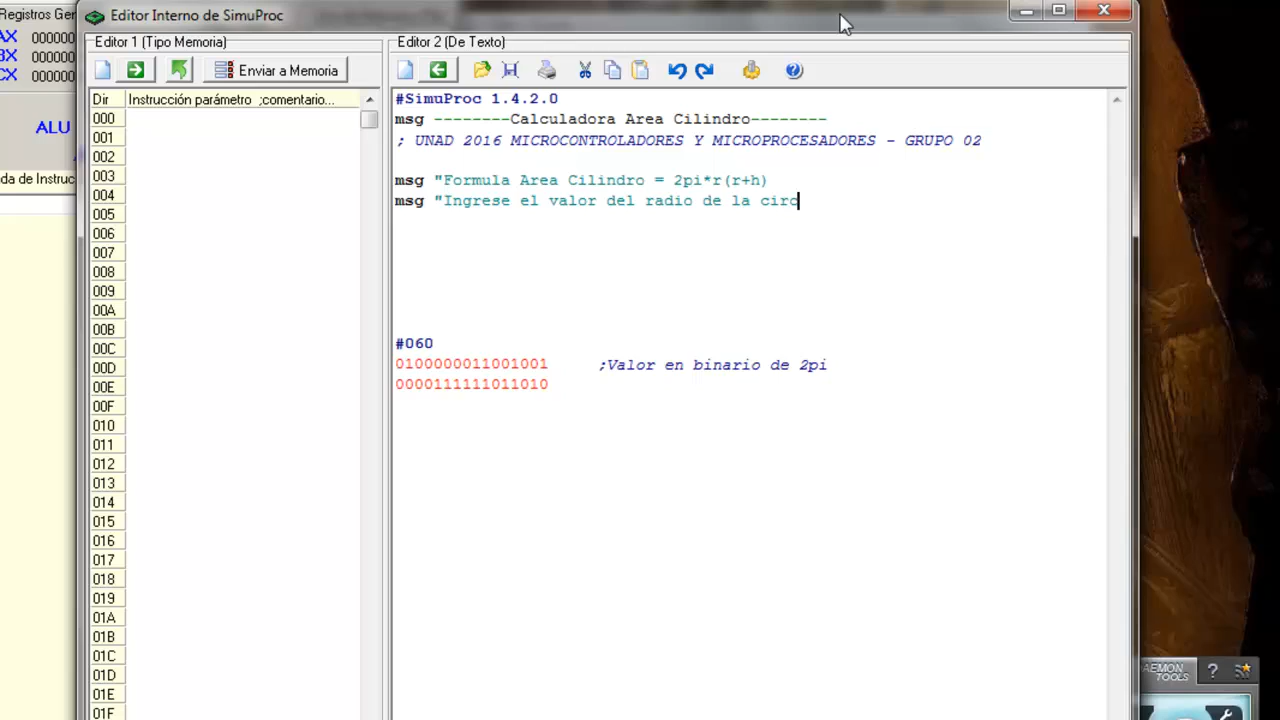 Registros Ger
Editor Interno de SimuProc
AX 000000
BX 000000
CX 000000
ALU
da de Instruc
Editor 1 (Tipo Memoria)
Enviar a Memoria
Dir Instrucción parámetro ;comentario...
000
001
002
003
004
005
006
007
008
009
00A
00B
00C
00D
00E
00F
010
011
012
013
014
015
016
017
018
019
01A
01B
01C
01D
01E
01F
Editor 2 (De Texto)
#SimuProc 1.4.2.0
msg --------Calculadora Area Cilindro--------
; UNAD 2016 MICROCONTROLADORES Y MICROPROCESADORES - GRUPO 02
msg "Formula Area Cilindro = 2pi*r(r+h)
msg "Ingrese el valor del radio de la circ
#060
0100000011001001 ;Valor en binario de 2pi
0000111111011010
AEMON
TOOLS
?